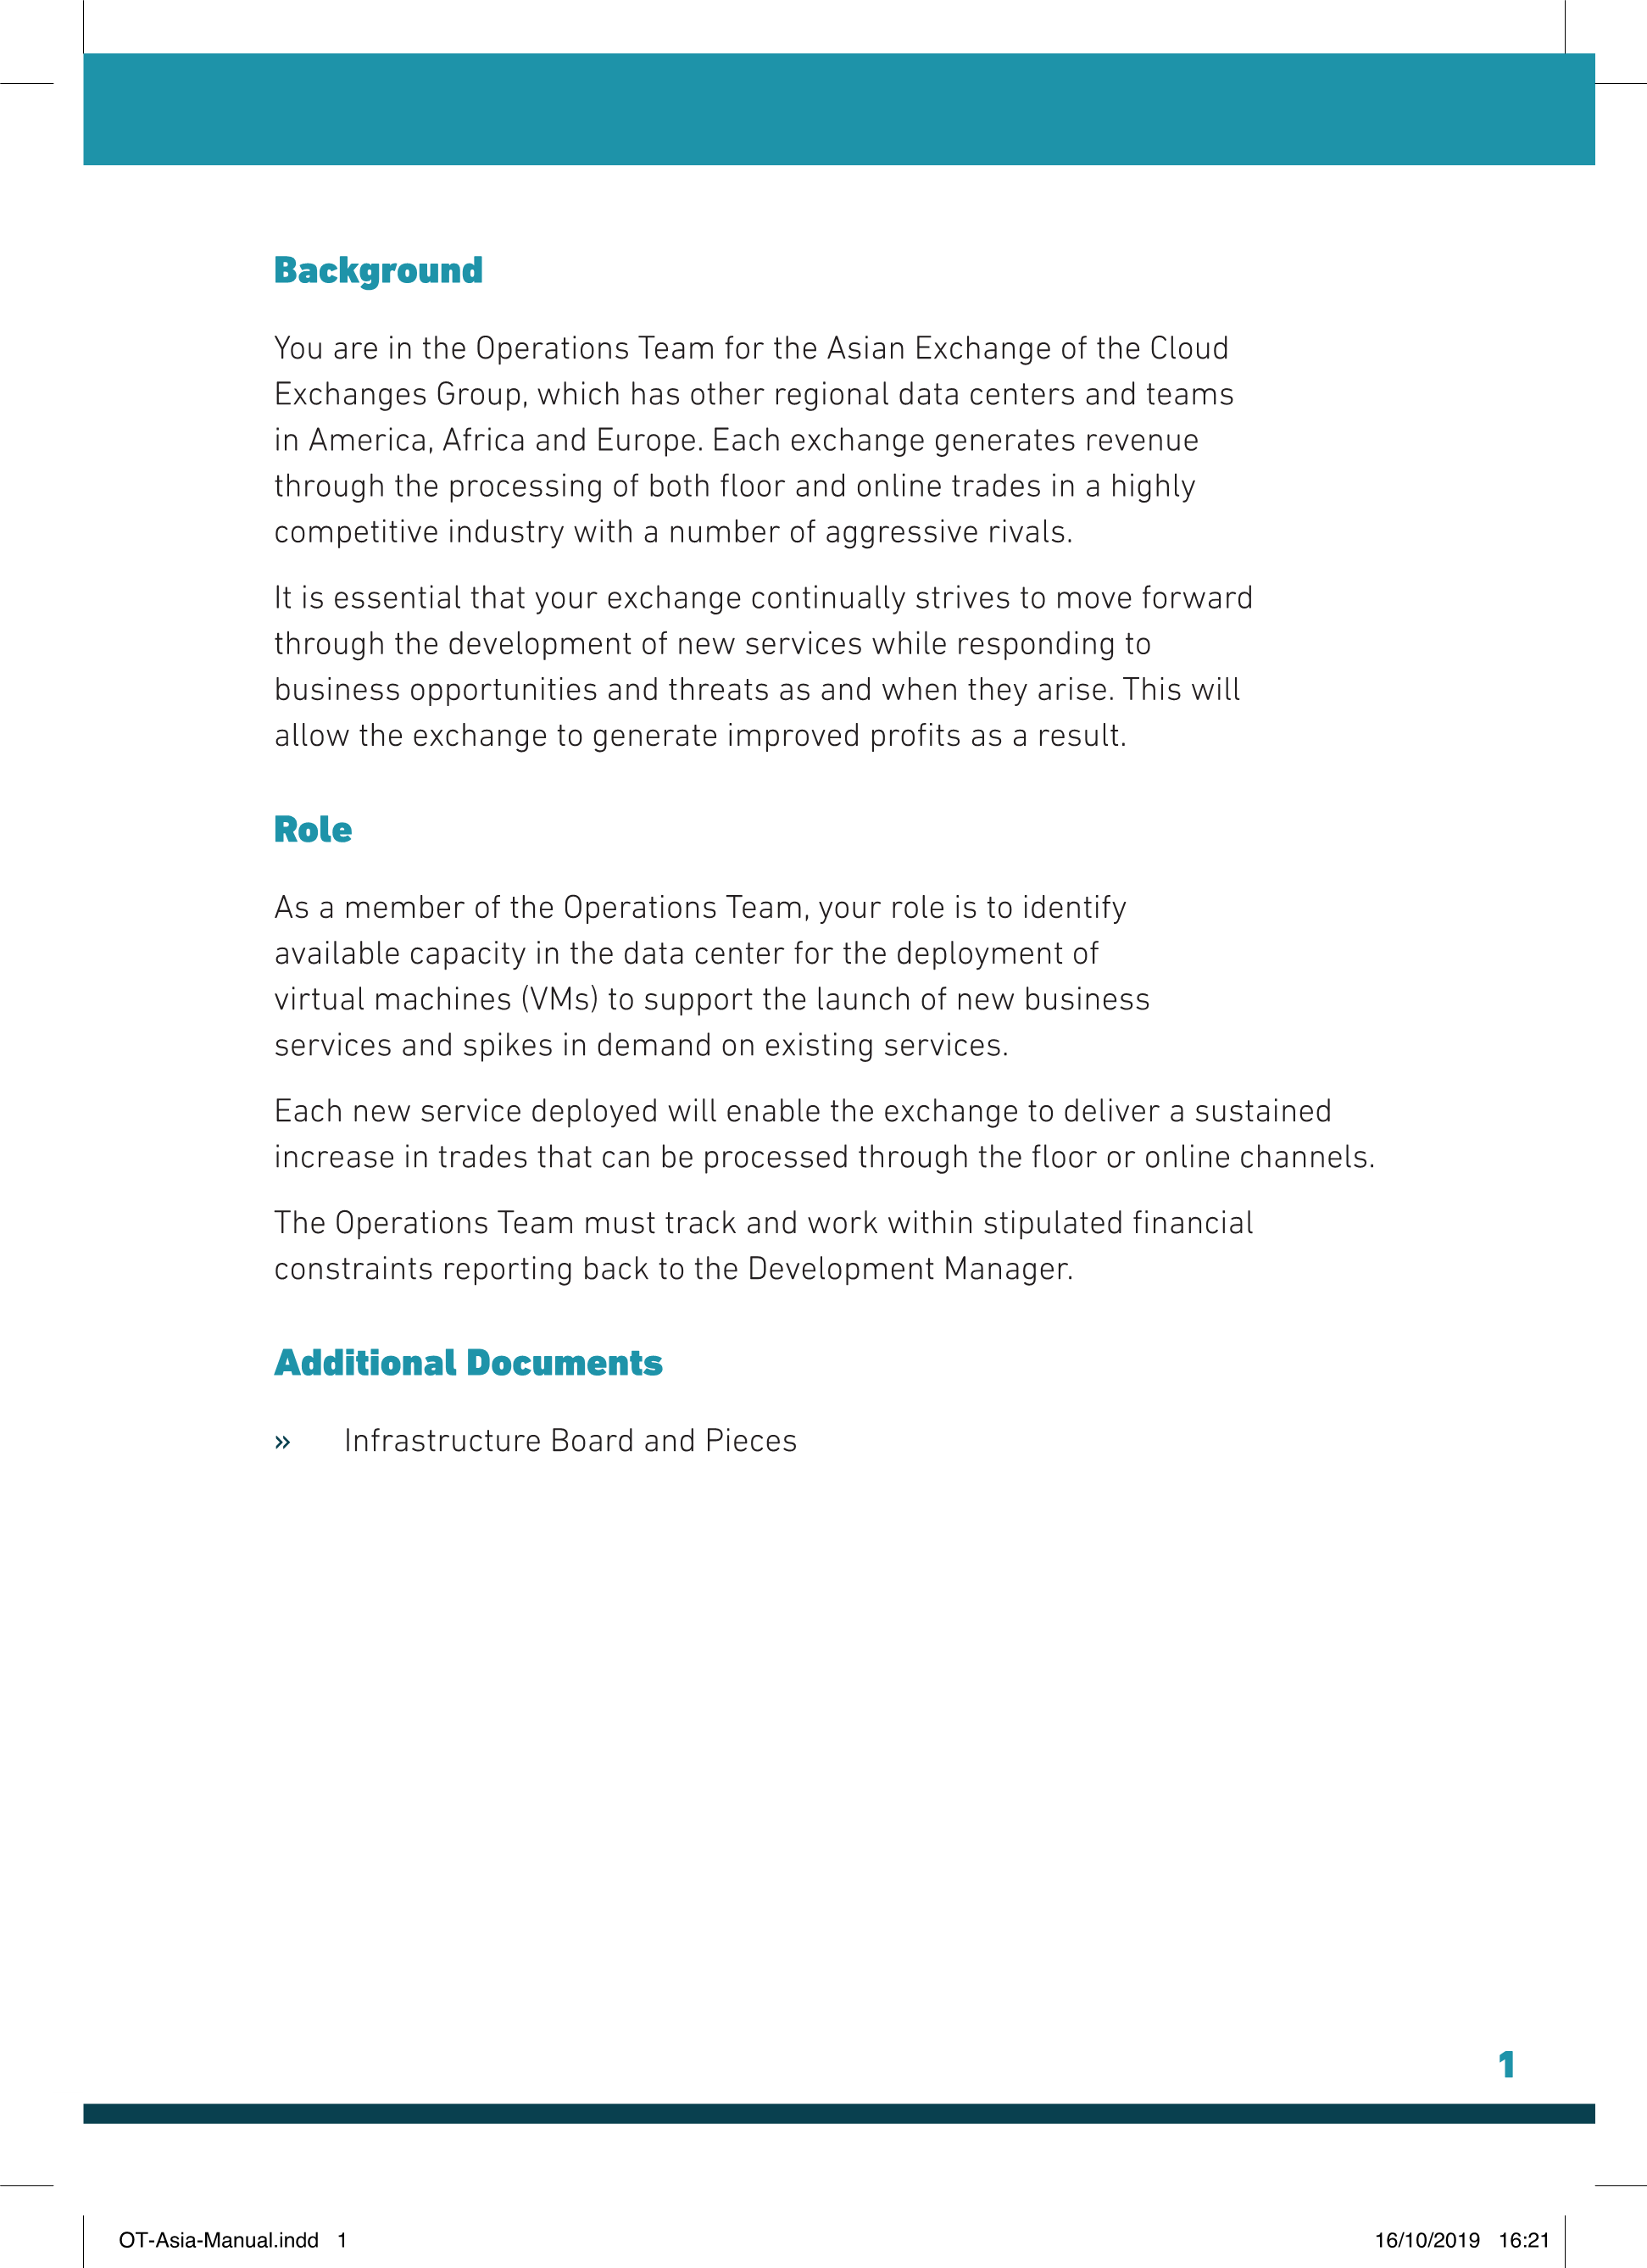 Background
You are in the Operations Team for the Asian Exchange of the Cloud
Exchanges Group, which has other regional data centers and teams
in America, Africa and Europe. Each exchange generates revenue
through the processing of both floor and online trades in a highly
competitive industry with a number of aggressive rivals.
It is essential that your exchange continually strives to move forward
through the development of new services while responding to
business opportunities and threats as and when they arise. This will
allow the exchange to generate improved profits as a result.
Role
As a member of the Operations Team, your role is to identify
available capacity in the data center for the deployment of
virtual machines (VMs) to support the launch of new business
services and spikes in demand on existing services.
Each new service deployed will enable the exchange to deliver a sustained
increase in trades that can be processed through the floor or online channels.
The Operations Team must track and work within stipulated financial
constraints reporting back to the Development Manager.
Additional Documents
» Infrastructure Board and Pieces
1
OT-Asia-Manual.indd 1
16/10/2019 16:21